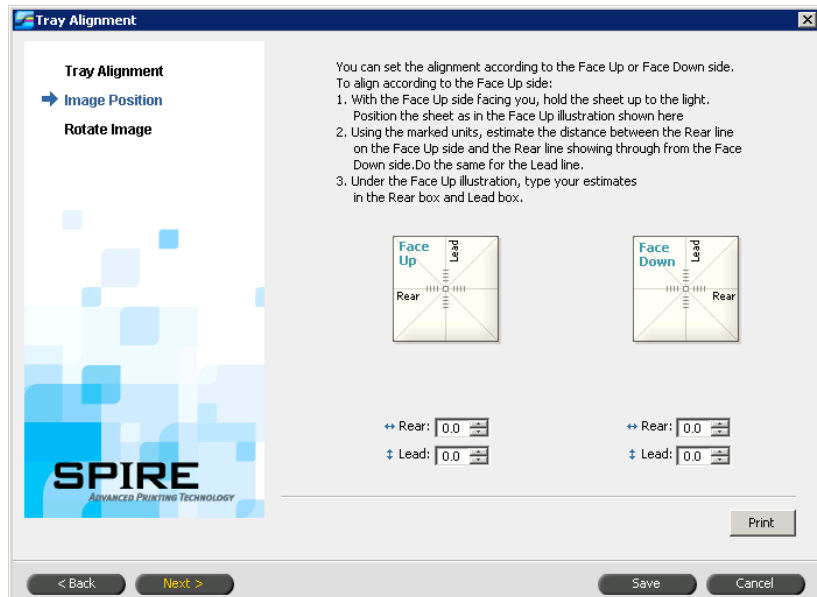 Tray Alignment
Tray Alignment
Image Position
Rotate Image
You can set the alignment according to the Face Up or Face Down side.
To align according to the Face Up side:
1. With the Face Up side facing you, hold the sheet up to the light.
Position the sheet as in the Face Up illustration shown here
2. Using the marked units, estimate the distance between the Rear line
on the Face Up side and the Rear line showing through from the Face
Down side.Do the same for the Lead line.
3. Under the Face Up illustration, type your estimates
in the Rear box and Lead box.
Face
Up
Lead
Rear
Face
Down
Lead
Rear
Rear: 0.0
Lead: 0.0
Rear: 0.0
Lead: 0.0
SPIRE
ADVANCED PRINTING TECHNOLOGY
Print
< Back
Next >
Save
Cancel